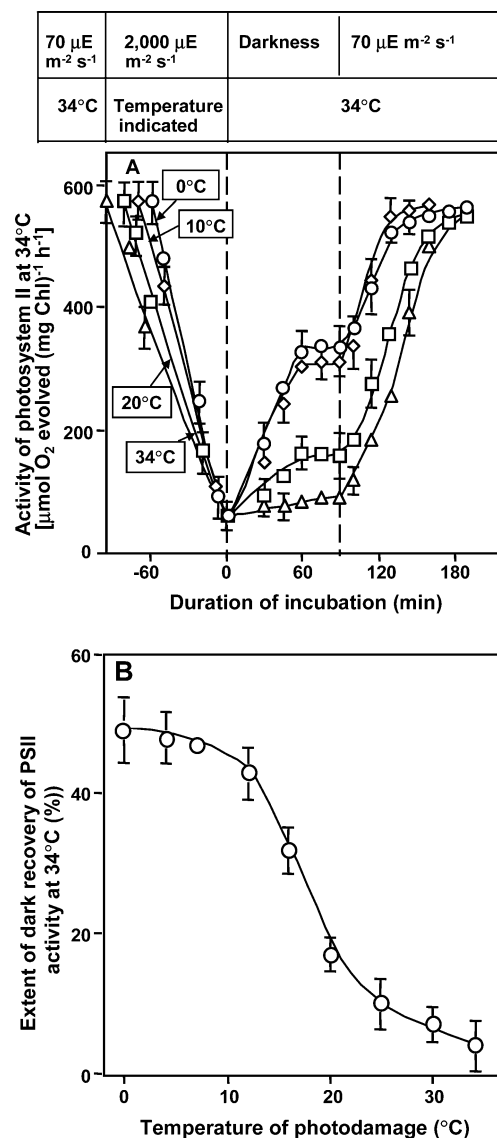 70 μE m⁻² s⁻¹
2,000 μE m⁻² s⁻¹
Darkness
70 μE m⁻² s⁻¹
34°C
Temperature indicated
34°C
A
600
400
200
0
0°C
10°C
20°C
34°C
Activity of photosystem II at 34°C
[μmol O₂ evolved (mg Chl)⁻¹ h⁻¹]
-60
0
60
120
180
Duration of incubation (min)
B
60
40
20
0
Extent of dark recovery of PSII
activity at 34°C (%))
0
10
20
30
Temperature of photodamage (°C)